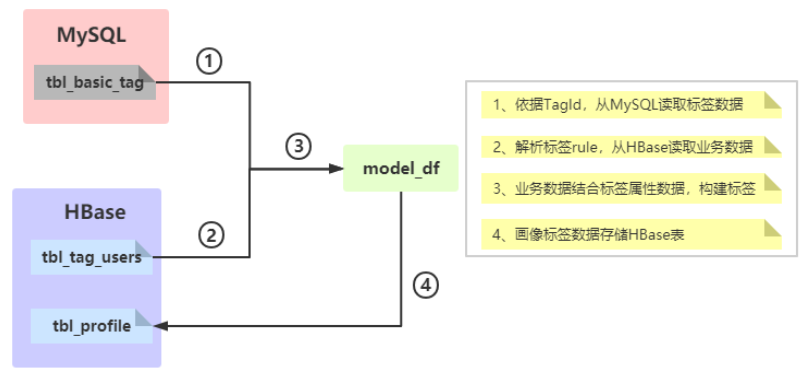 MySQL
tbl_basic_tag
①
③
model_df
HBase
②
tbl_tag_users
④
tbl_profile
1、依据TagId，从MySQL读取标签数据
2、解析标签rule，从HBase读取业务数据
3、业务数据结合标签属性数据，构建标签
4、画像标签数据存储HBase表